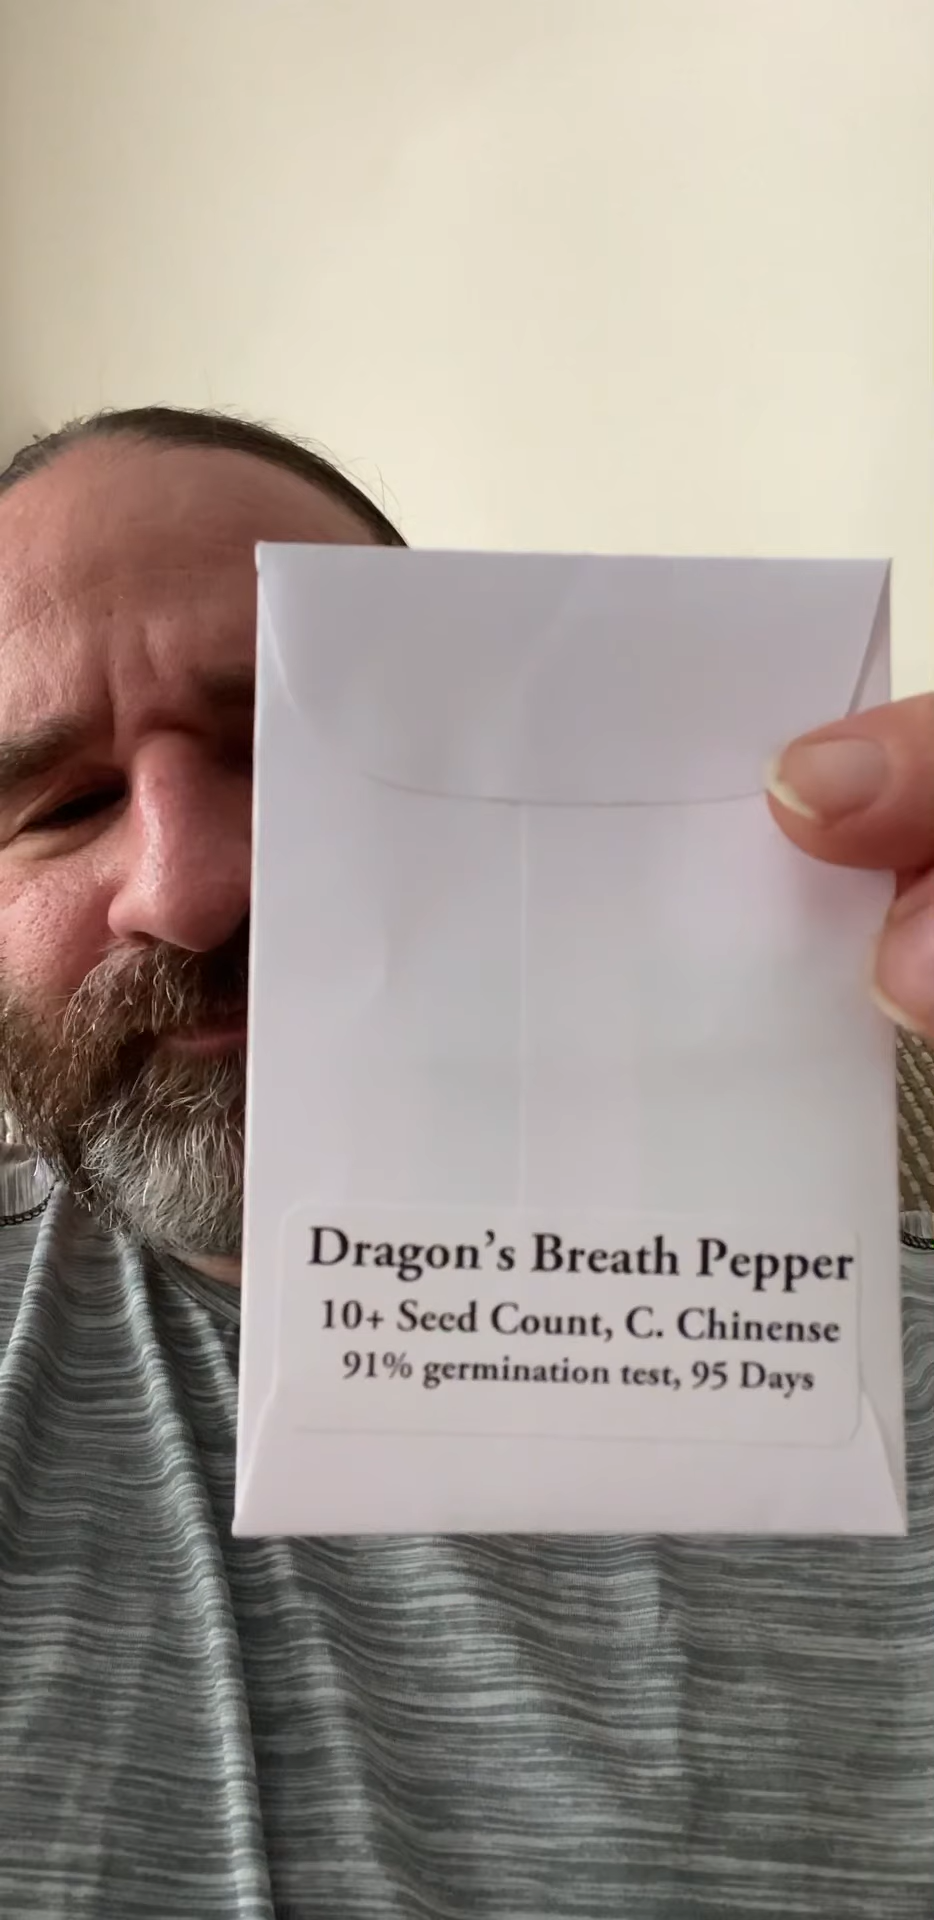 Dragon’s Breath Pepper
10+ Seed Count, C. Chinense
91% germination test, 95 Days